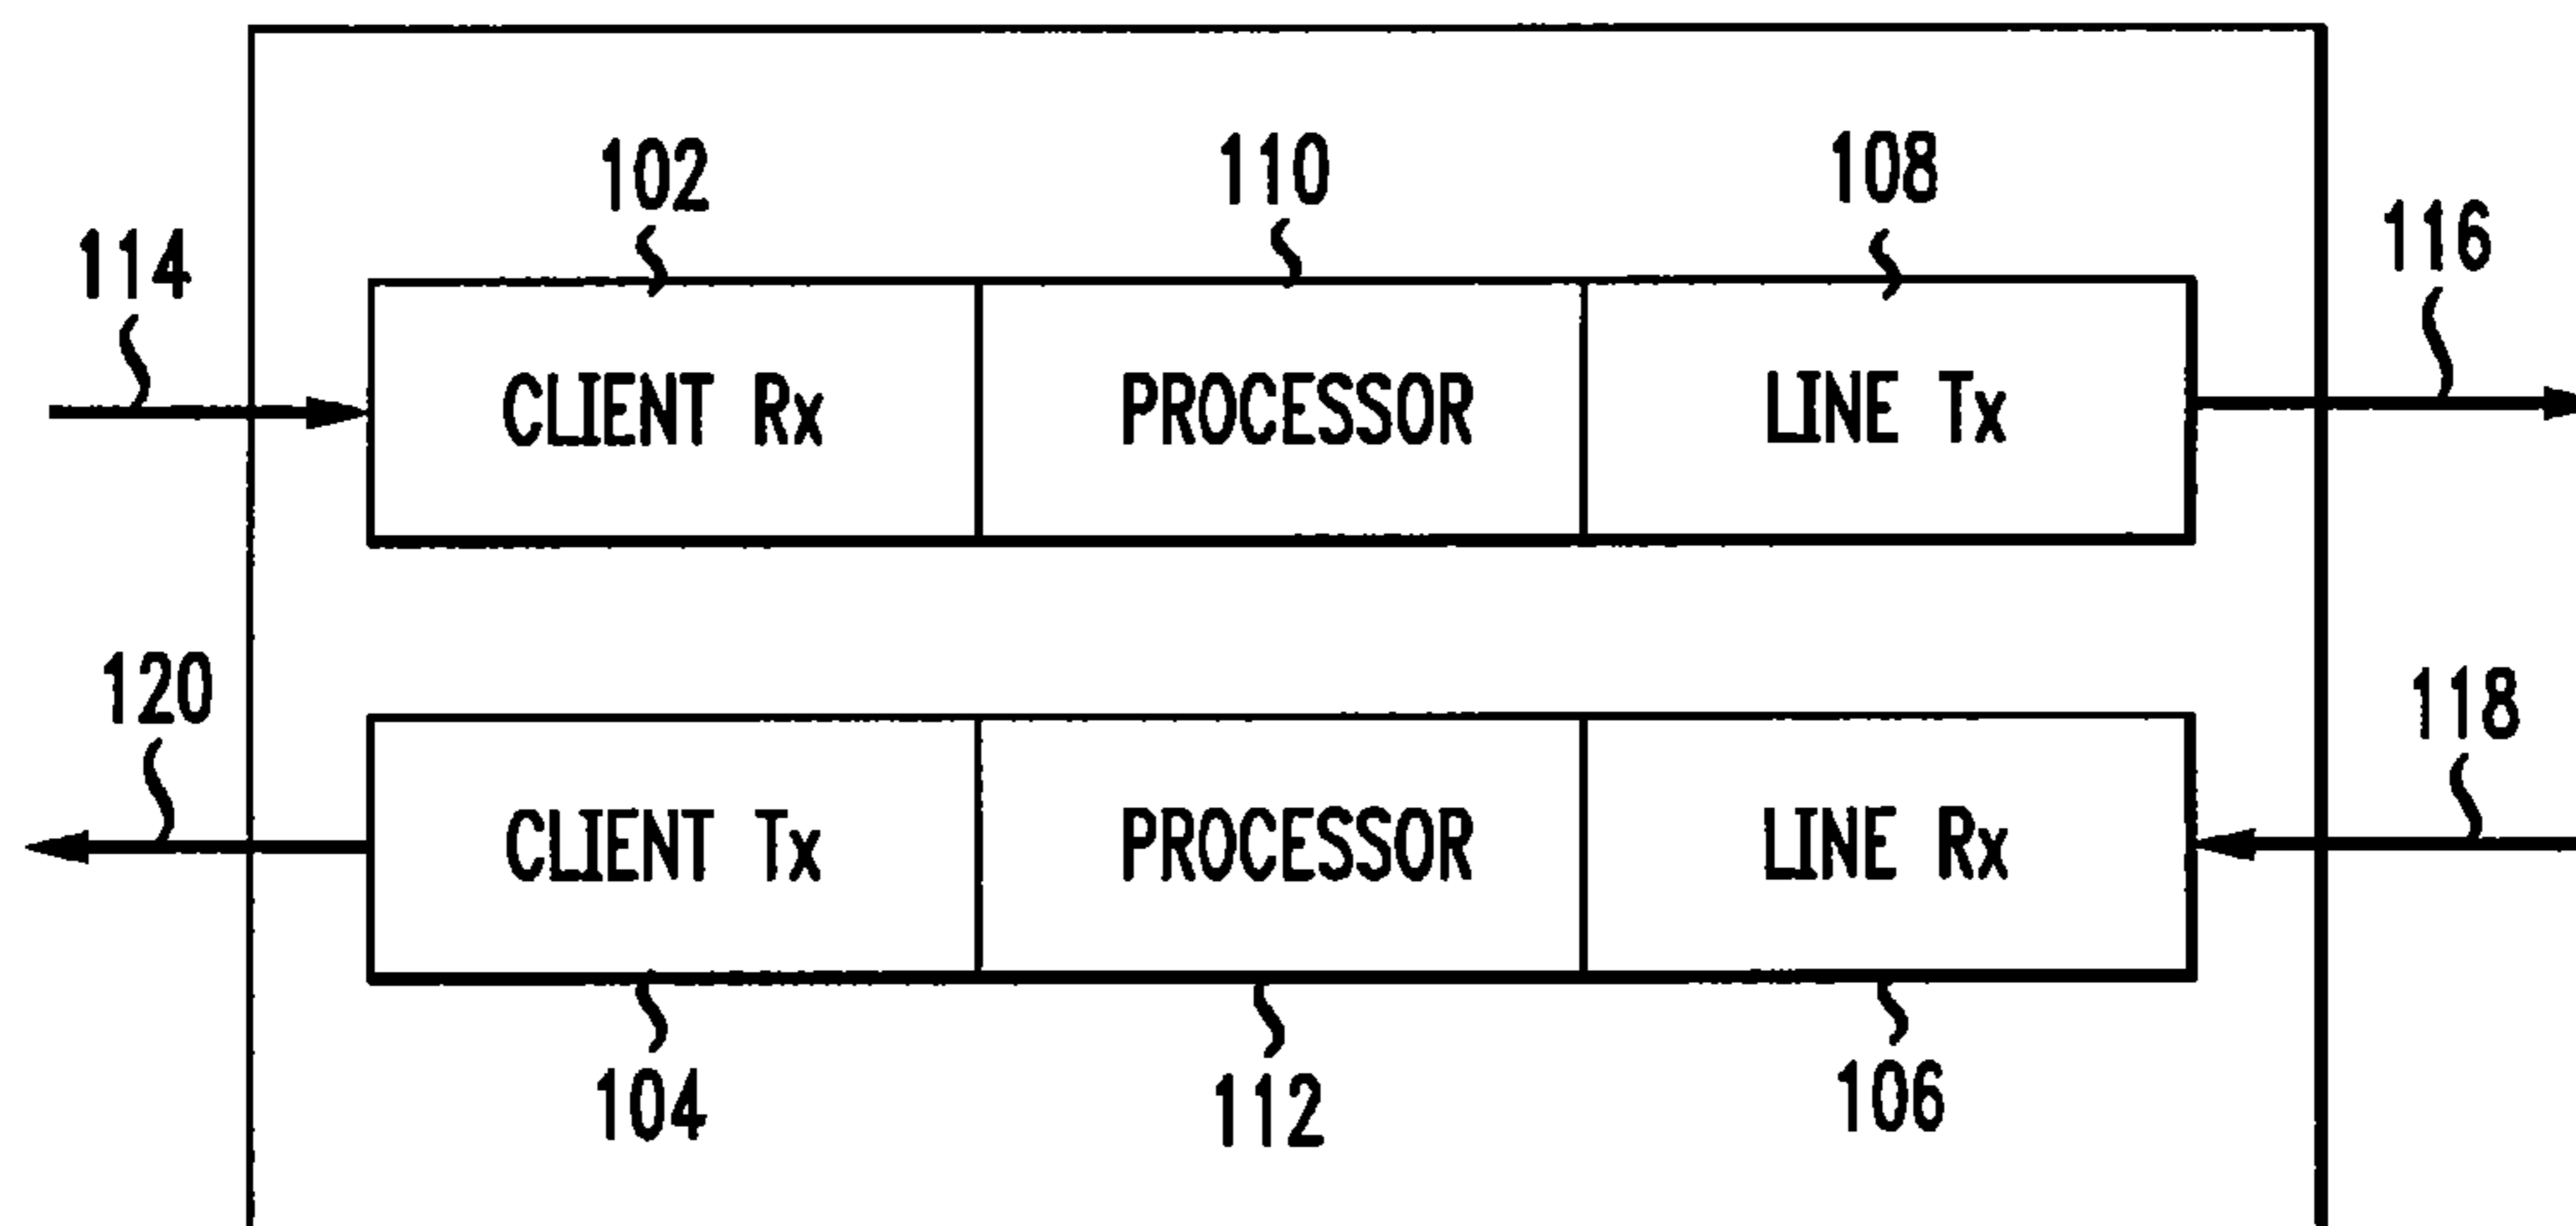 102 110 108
114 116
CLIENT Rx PROCESSOR LINE Tx
120 118
CLIENT Tx PROCESSOR LINE Rx
104 112 106